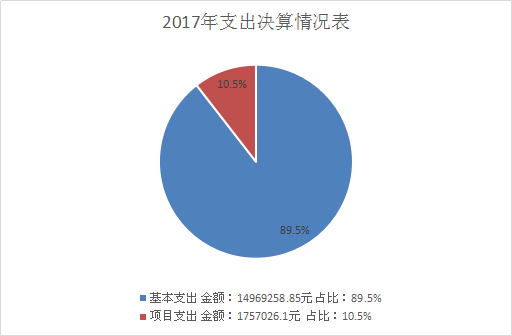 2017年支出决算情况表
10.5%
89.5%
基本支出 金额：14969258.85元 占比：89.5%
项目支出 金额：1757026.1元 占比：10.5%